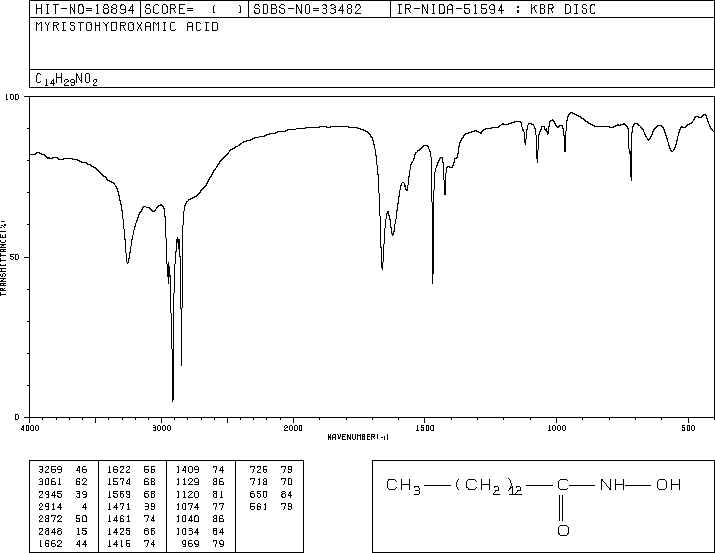 HIT-NO=18894 SCORE= ( ) SDBS-NO=33482 IR-NIDA-51594 : KBR DISC
MYRISTOHYDROXAMIC ACID
C14H29NO2
100
50
0
TRANSMITTANCE(%)
4000 3000 2000 1500 1000 500
WAVENUMBER(-1)
3269 46 1622 55 1409 74 726 79
3061 62 1574 68 1129 86 718 70
2945 39 1569 68 1120 81 650 84
2914 4 1471 39 1074 77 561 79
2872 50 1461 74 1040 86
2848 15 1425 66 1034 84
1662 44 1416 74 969 79
CH3 (CH2)12 C NH OH
O